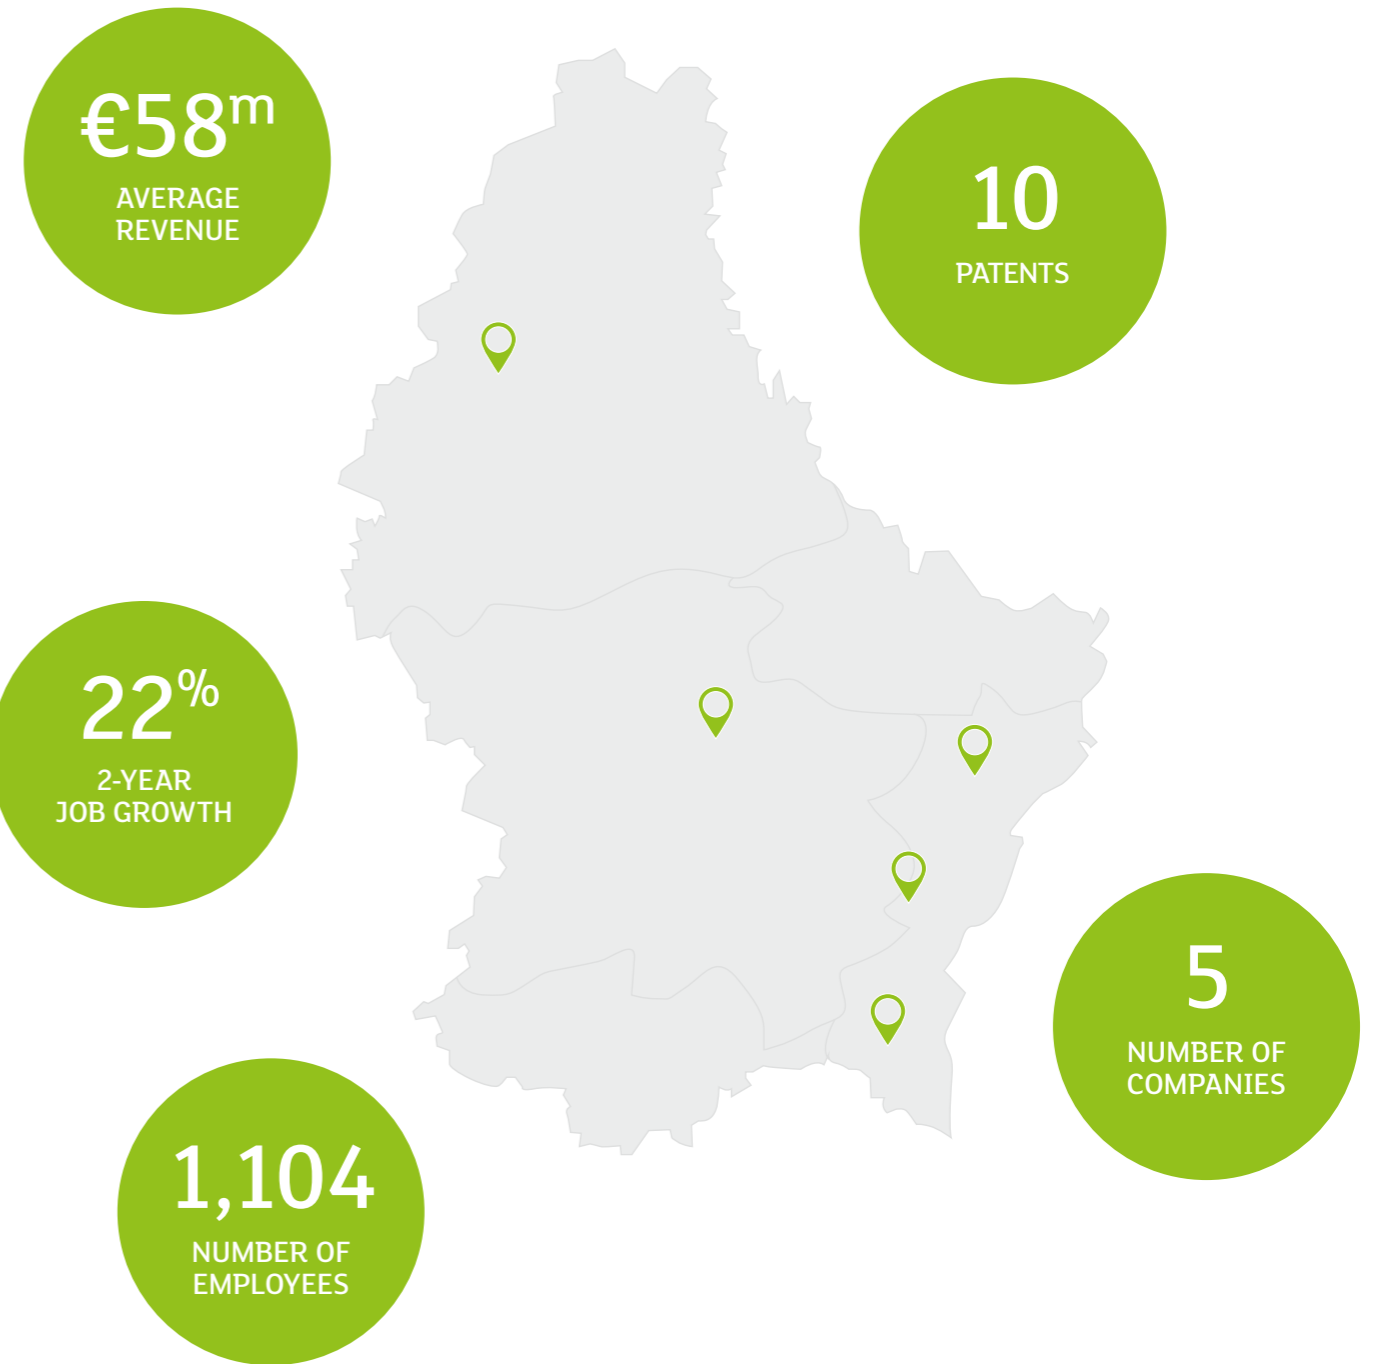 €58m
AVERAGE
REVENUE
10
PATENTS
22%
2-YEAR
JOB GROWTH
5
NUMBER OF
COMPANIES
1,104
NUMBER OF
EMPLOYEES